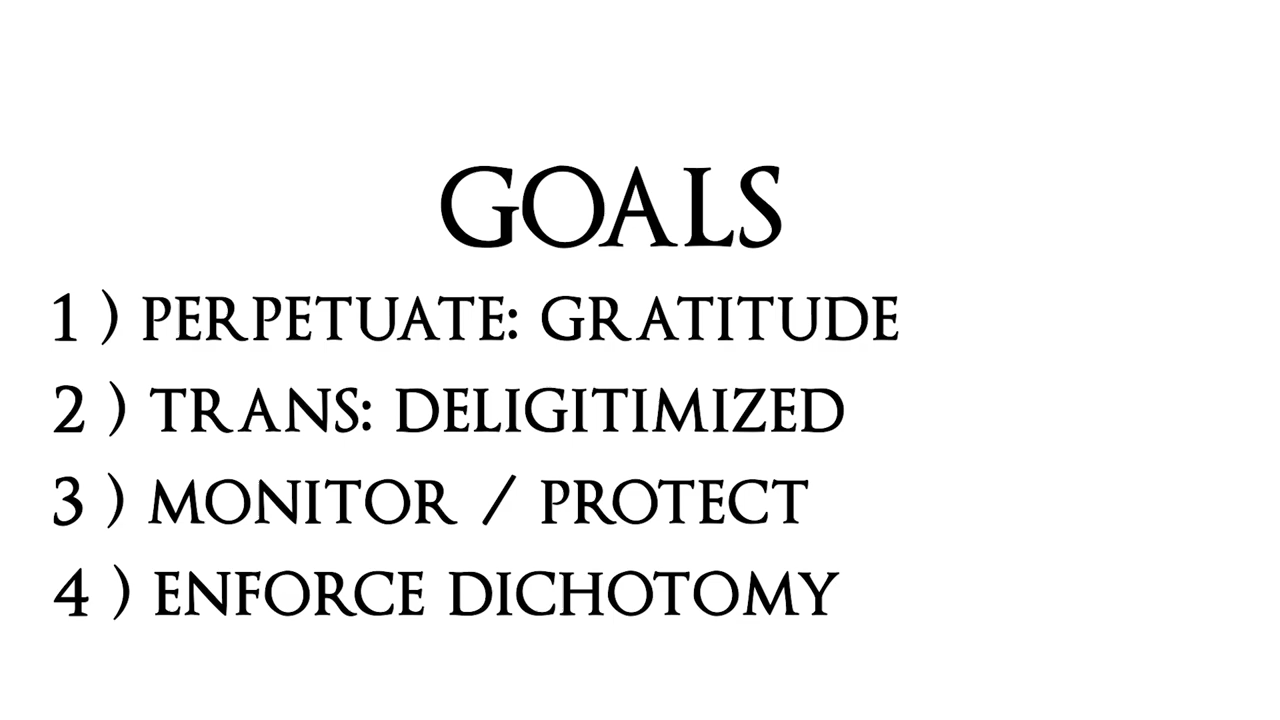 GOALS
1 ) PERPETUATE: GRATITUDE
2 ) TRANS: DELIGITIMIZED
3 ) MONITOR / PROTECT
4 ) ENFORCE DICHOTOMY